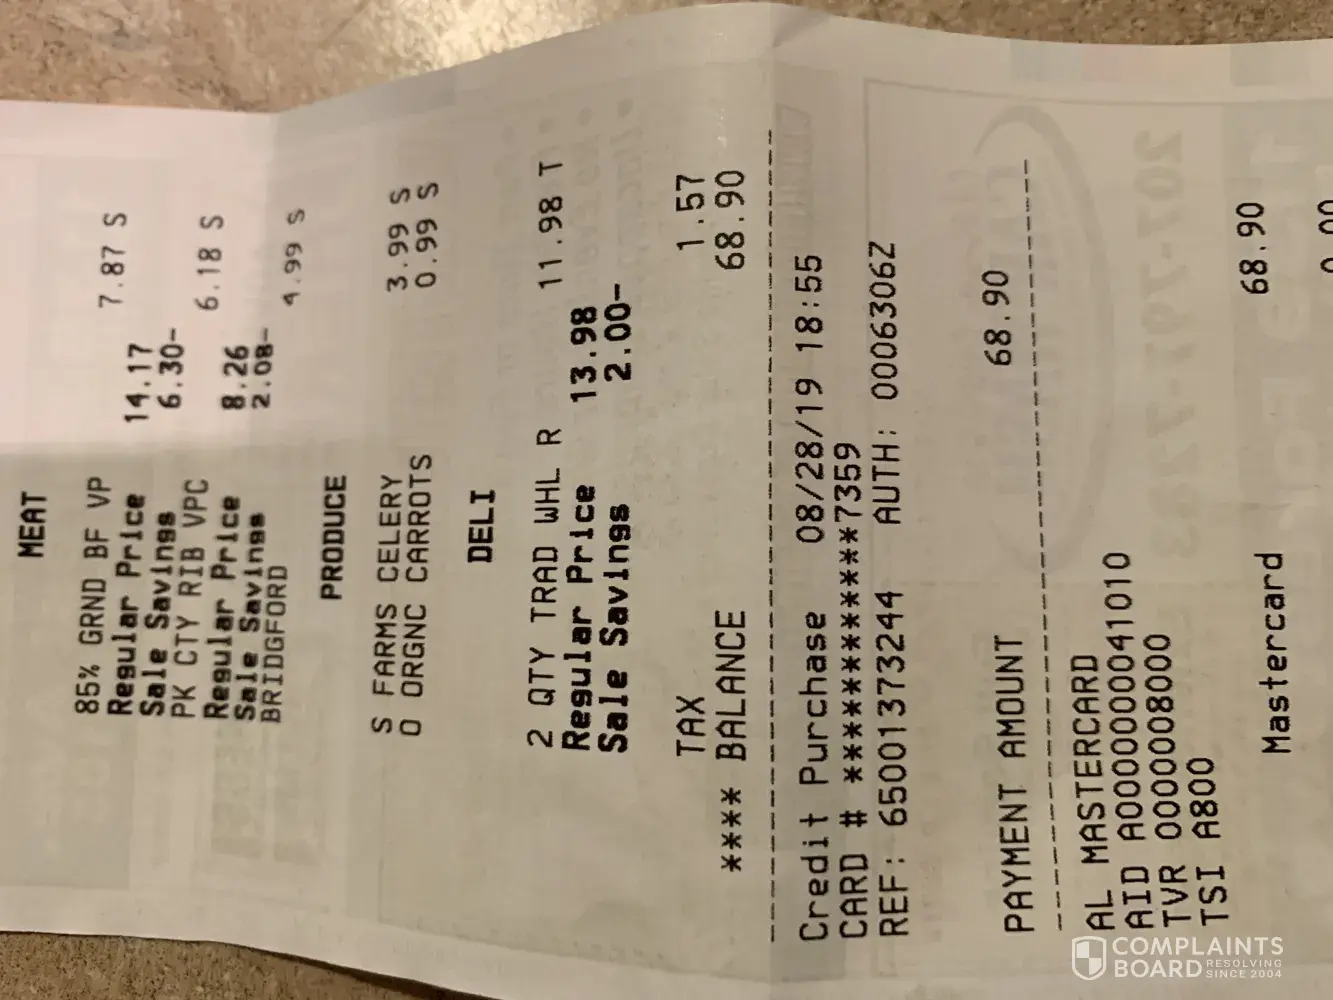 MEAT
85% GRND BF VP 7.87 S
Regular Price 14.17
Sale Savings 6.30-
PK CTY RIB VPC 6.18 S
Regular Price 8.26
Sale Savings 2.08-
BRIDGFORD 4.99 S
PRODUCE
S FARMS CELERY 3.99 S
O ORGNC CARROTS 0.99 S
DELI
2 QTY TRAD WHL R 11.98 T
Regular Price 13.98
Sale Savings 2.00-
TAX 1.57
**** BALANCE 68.90
Credit Purchase 08/28/19 18:55
CARD # ************7359
REF: 65001373244 AUTH: 00063062
PAYMENT AMOUNT 68.90
AL MASTERCARD
AID A0000000041010
TVR 0000008000
TSI A800
Mastercard 68.90
0.00
COMPLAINTS
BOARD RESOLVING
SINCE 2004